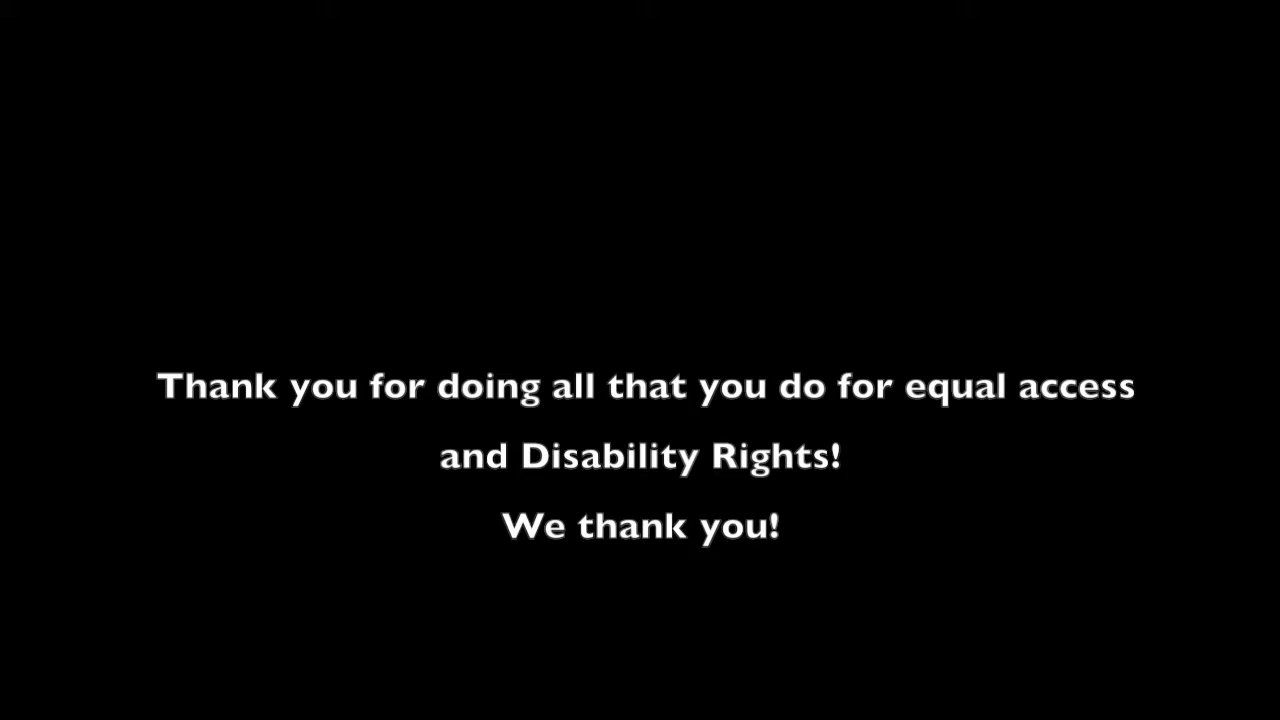 Thank you for doing all that you do for equal access
and Disability Rights!
We thank you!